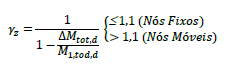 γz = 1 / (1 − ΔMtot,d / M1,tod,d) { ≤ 1,1 (Nós Fixos)
> 1,1 (Nós Móveis)